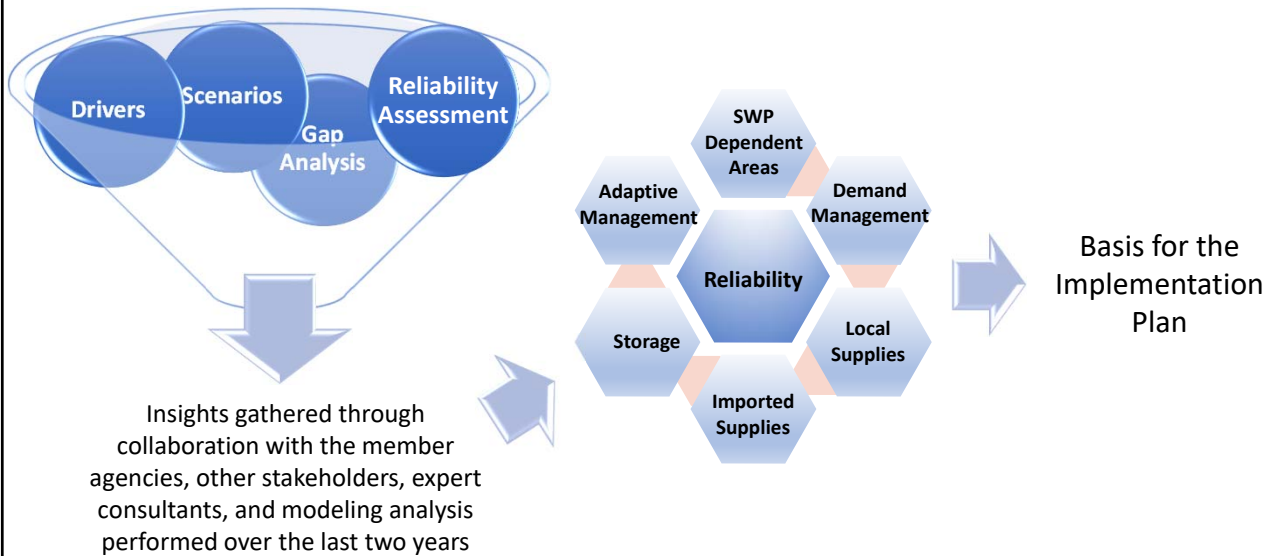 Drivers
Scenarios
Gap
Analysis
Reliability
Assessment
Insights gathered through
collaboration with the member
agencies, other stakeholders, expert
consultants, and modeling analysis
performed over the last two years
SWP
Dependent
Areas
Adaptive
Management
Demand
Management
Reliability
Storage
Local
Supplies
Imported
Supplies
Basis for the
Implementation
Plan